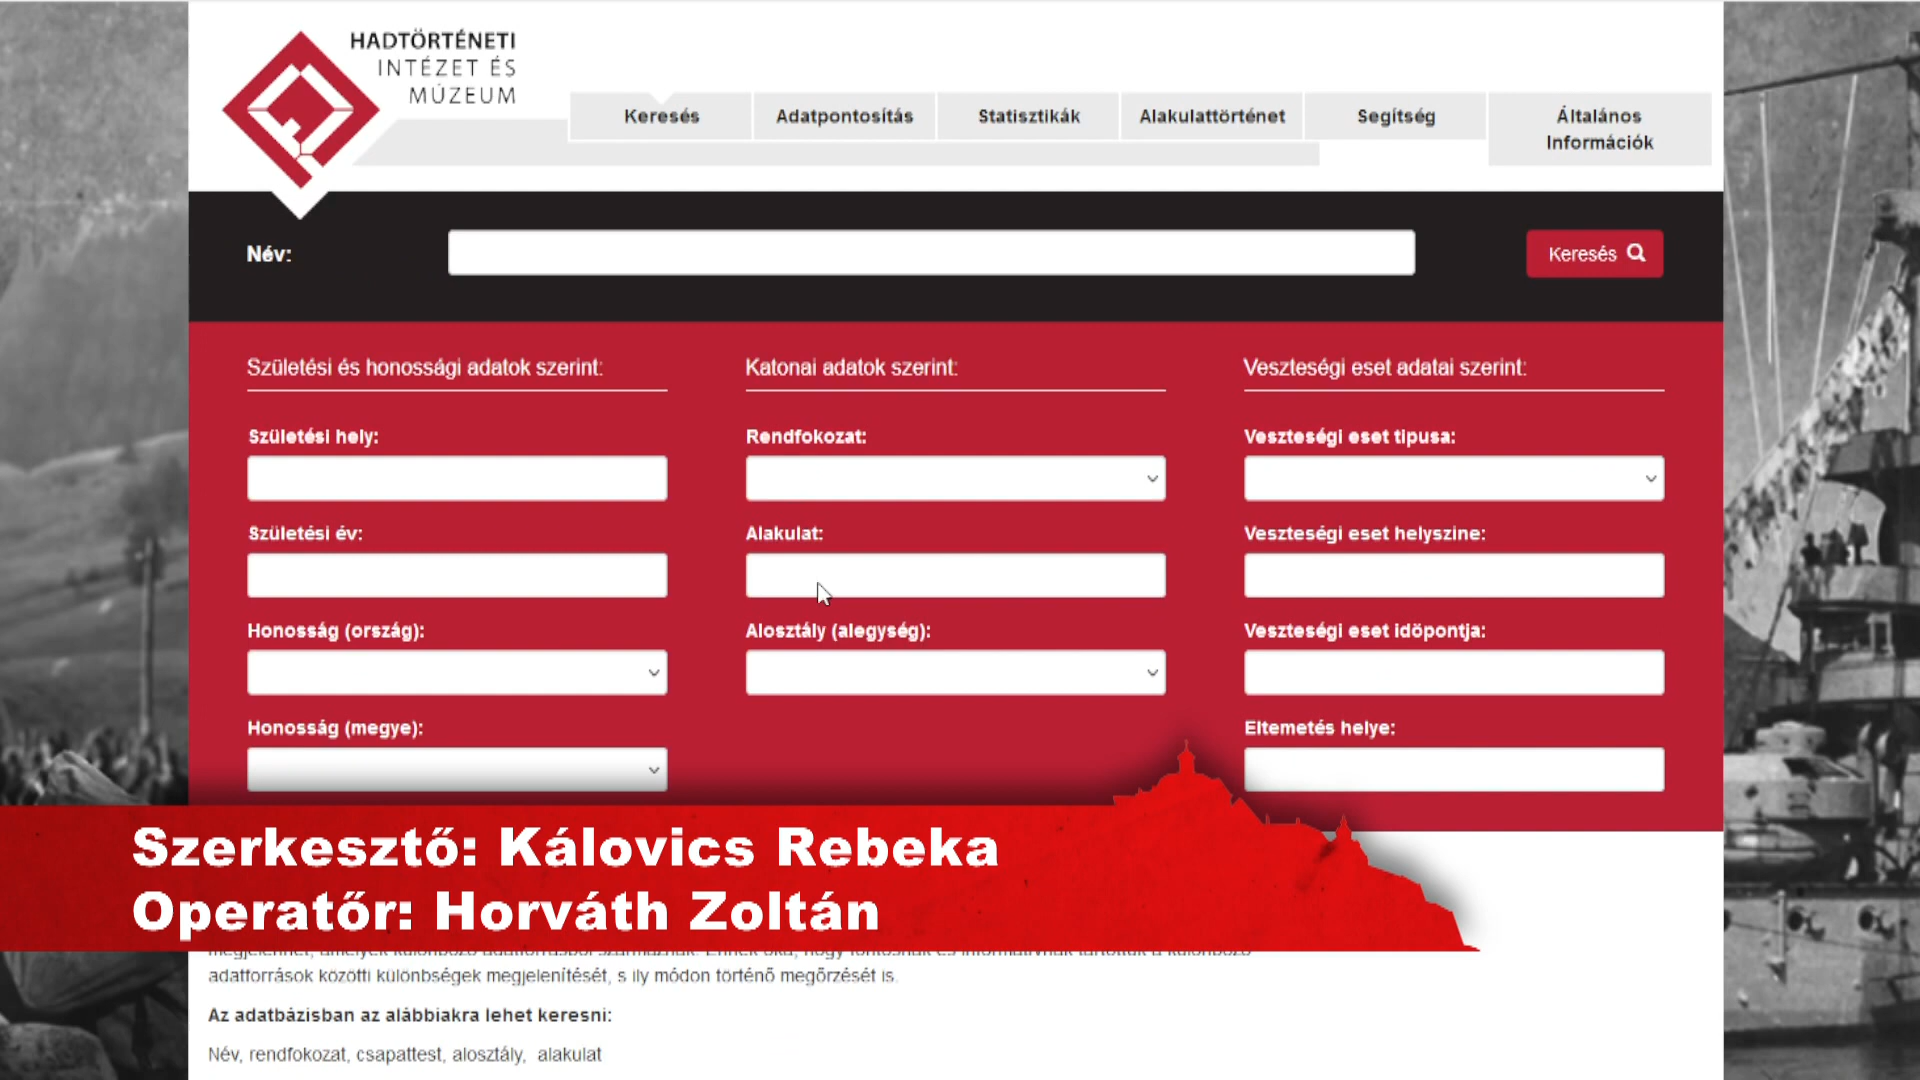 HADTÖRTÉNETI
INTÉZET ÉS
MÚZEUM
Keresés
Adatpontosítás
Statisztikák
Alakulattörténet
Segítség
Általános
Információk
Név:
Keresés
Születési és honossági adatok szerint:
Katonai adatok szerint:
Veszteségi eset adatai szerint:
Születési hely:
Rendfokozat:
Veszteségi eset tipusa:
Születési év:
Alakulat:
Veszteségi eset helyszine:
Honosság (ország):
Alosztály (alegység):
Veszteségi eset időpontja:
Honosság (megye):
Eltemetés helye:
Szerkesztő: Kálovics Rebeka
Operatőr: Horváth Zoltán
adatforrások közötti különbségek megjelenítését, s ily módon történő megőrzését is.
Az adatbázisban az alábbiakra lehet keresni:
Név, rendfokozat, csapattest, alosztály, alakulat